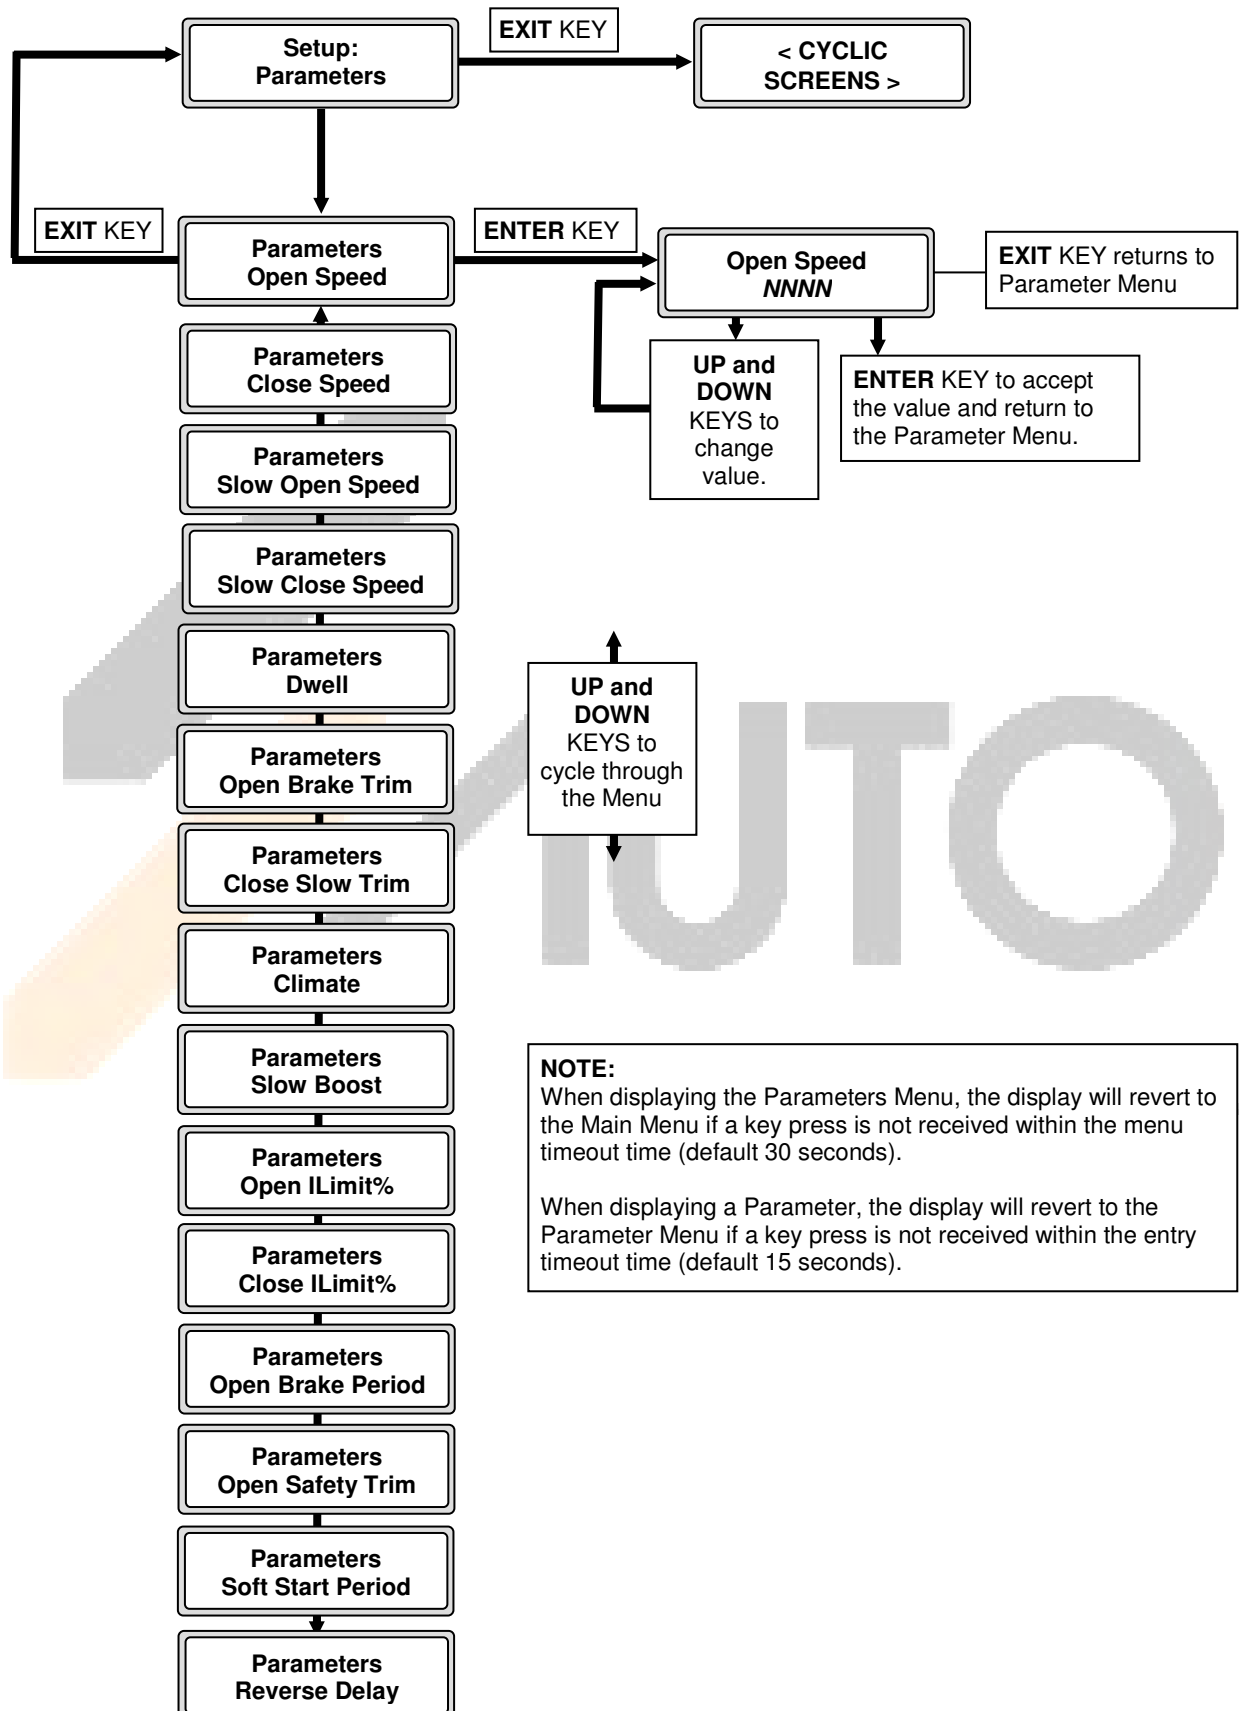 Setup:
Parameters
EXIT KEY
< CYCLIC
SCREENS >
EXIT KEY
Parameters
Open Speed
ENTER KEY
Open Speed
NNNN
EXIT KEY returns to
Parameter Menu
UP and
DOWN
KEYS to
change
value.
ENTER KEY to accept
the value and return to
the Parameter Menu.
Parameters
Close Speed
Parameters
Slow Open Speed
Parameters
Slow Close Speed
Parameters
Dwell
Parameters
Open Brake Trim
Parameters
Close Slow Trim
Parameters
Climate
Parameters
Slow Boost
Parameters
Open ILimit%
Parameters
Close ILimit%
Parameters
Open Brake Period
Parameters
Open Safety Trim
Parameters
Soft Start Period
Parameters
Reverse Delay
UP and
DOWN
KEYS to
cycle through
the Menu
AUTO
NOTE:
When displaying the Parameters Menu, the display will revert to
the Main Menu if a key press is not received within the menu
timeout time (default 30 seconds).
When displaying a Parameter, the display will revert to the
Parameter Menu if a key press is not received within the entry
timeout time (default 15 seconds).